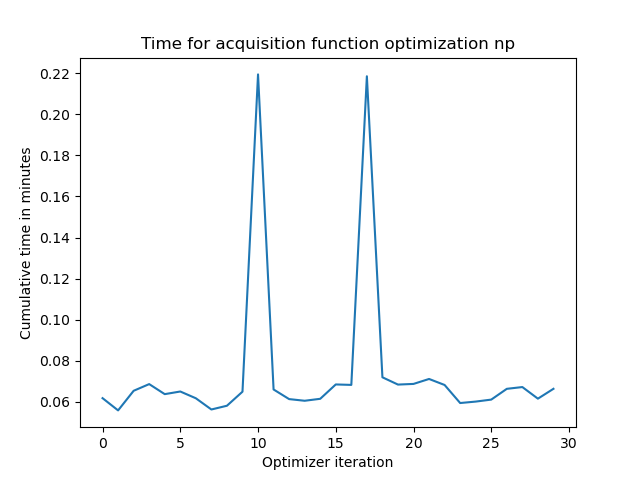 Time for acquisition function optimization np
Cumulative time in minutes
0.22
0.20
0.18
0.16
0.14
0.12
0.10
0.08
0.06
0 5 10 15 20 25 30
Optimizer iteration